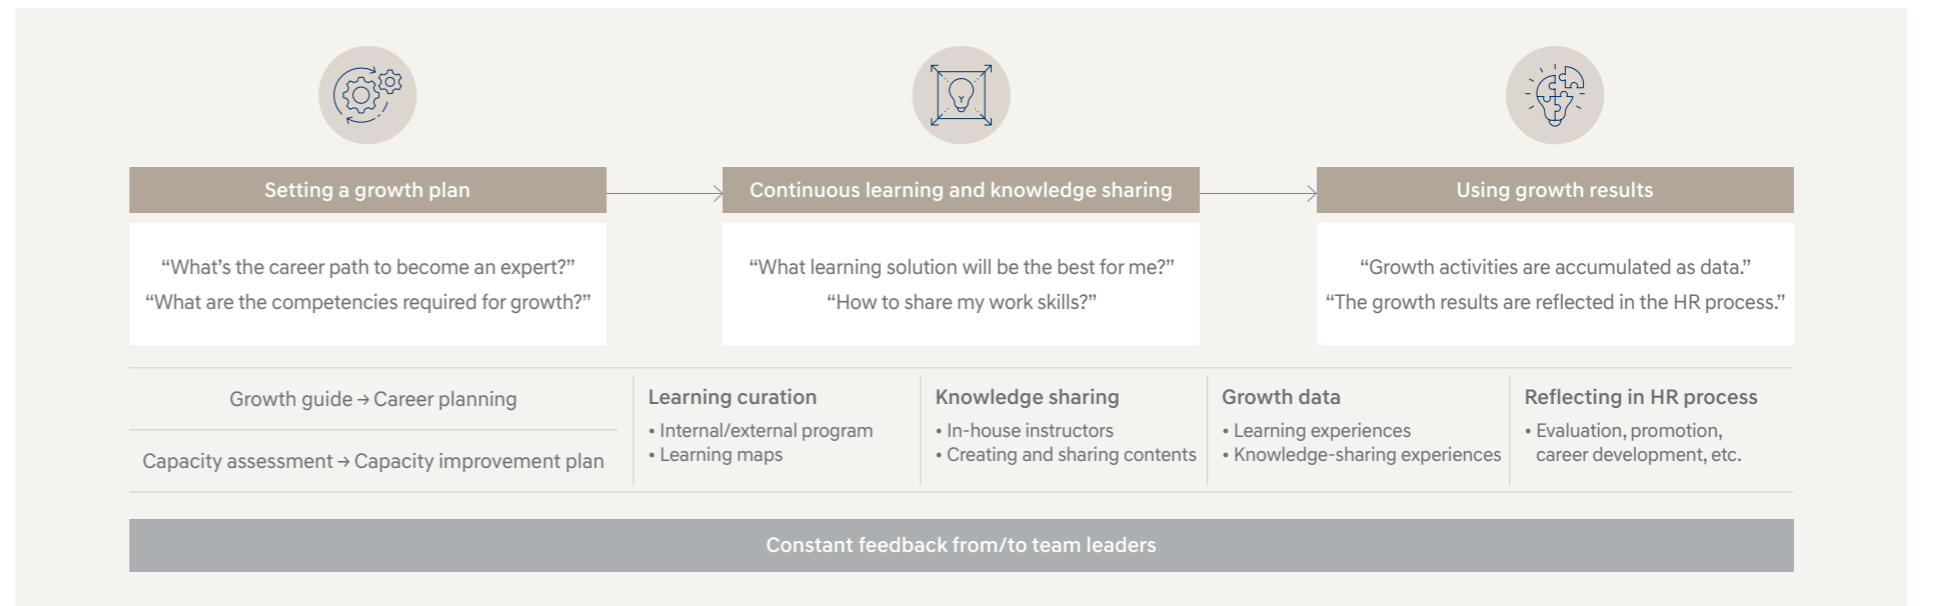 Setting a growth plan
Continuous learning and knowledge sharing
Using growth results
“What’s the career path to become an expert?”
“What are the competencies required for growth?”
“What learning solution will be the best for me?”
“How to share my work skills?”
“Growth activities are accumulated as data.”
“The growth results are reflected in the HR process.”
Growth guide → Career planning
Capacity assessment → Capacity improvement plan
Learning curation
• Internal/external program
• Learning maps
Knowledge sharing
• In-house instructors
• Creating and sharing contents
Growth data
• Learning experiences
• Knowledge-sharing experiences
Reflecting in HR process
• Evaluation, promotion,
career development, etc.
Constant feedback from/to team leaders